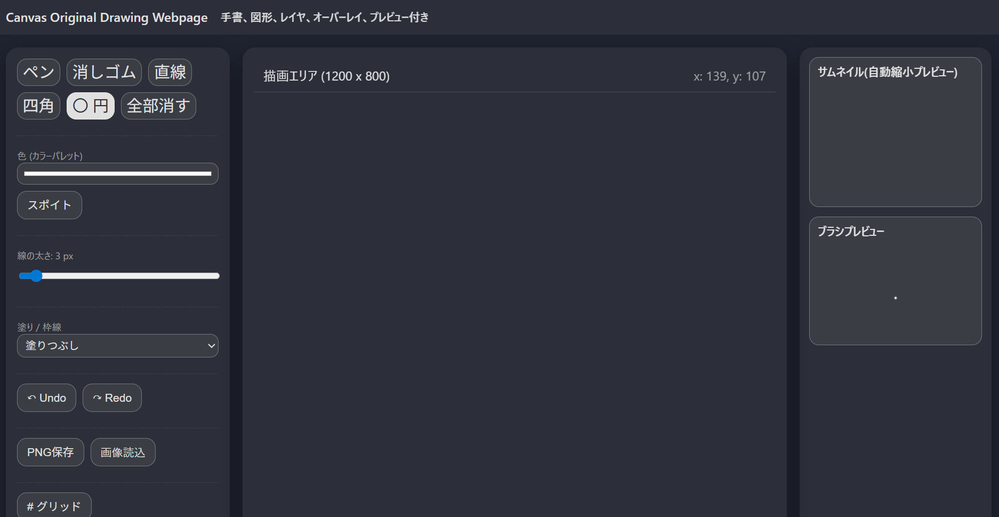 Canvas Original Drawing Webpage 手書、図形、レイヤ、オーバーレイ、プレビュー付き
ペン 消しゴム 直線
四角 〇 円 全部消す
色 (カラーパレット)
スポイト
線の太さ: 3 px
塗り / 枠線
塗りつぶし
↶ Undo ↷ Redo
PNG保存 画像読込
# グリッド
描画エリア (1200 x 800) x: 139, y: 107
サムネイル(自動縮小プレビュー)
ブラシプレビュー